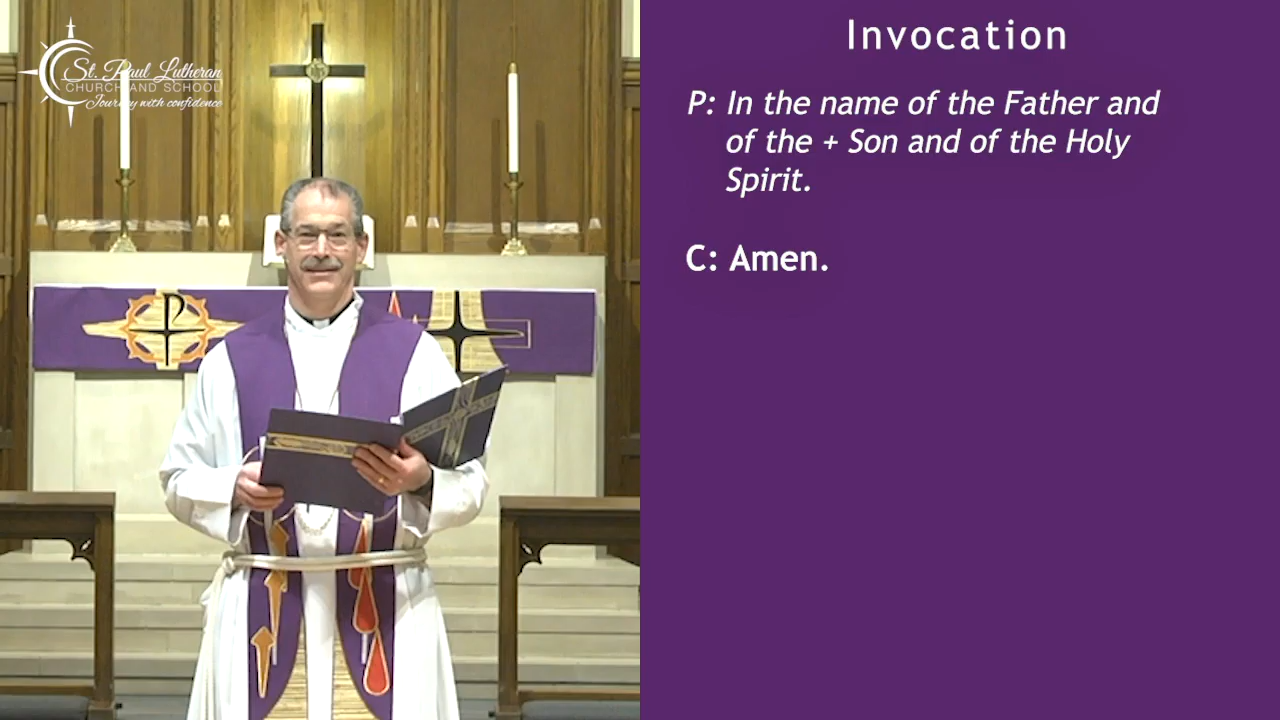 St. Paul Lutheran
CHURCH AND SCHOOL
Journey with confidence
Invocation
P: In the name of the Father and
of the + Son and of the Holy
Spirit.
C: Amen.